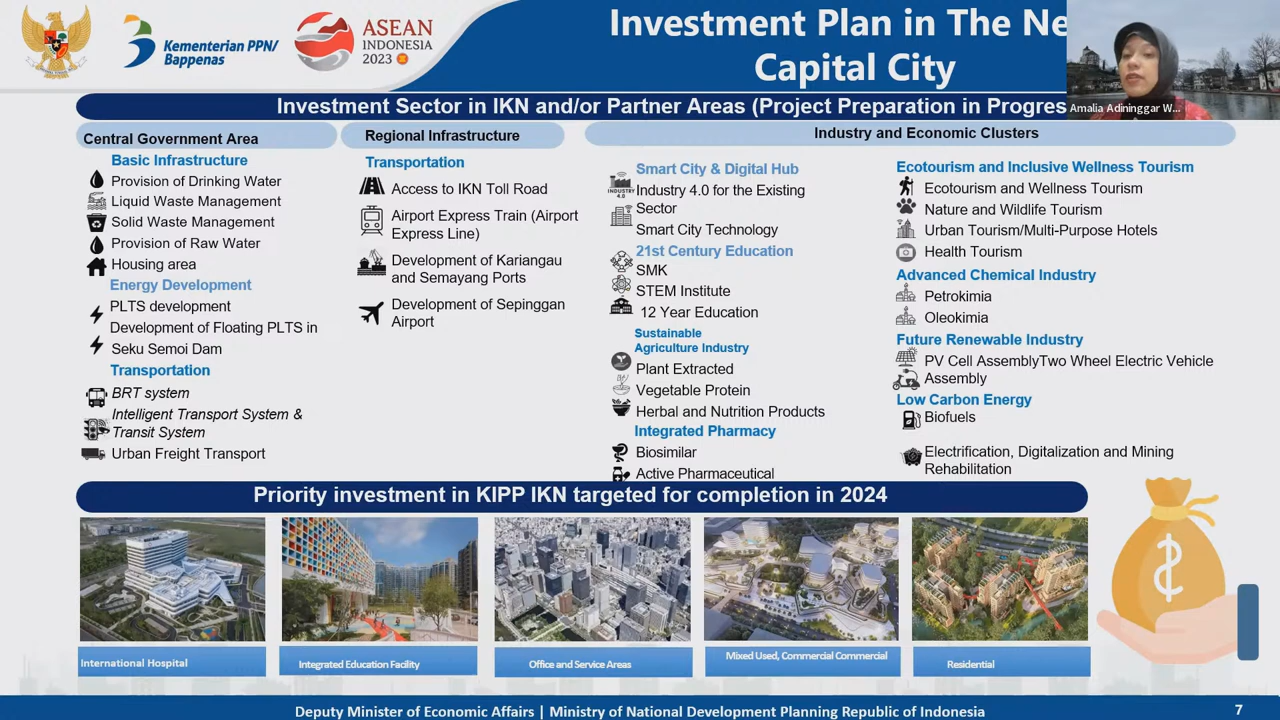 Kementerian PPN/
Bappenas
ASEAN
INDONESIA
2023
Investment Plan in The Ne
Capital City
Amalia Adininggar W...
Investment Sector in IKN and/or Partner Areas (Project Preparation in Progres
Central Government Area
Basic Infrastructure
Provision of Drinking Water
Liquid Waste Management
Solid Waste Management
Provision of Raw Water
Housing area
Energy Development
PLTS development
Development of Floating PLTS in
Seku Semoi Dam
Transportation
BRT system
Intelligent Transport System &
Transit System
Urban Freight Transport
Regional Infrastructure
Transportation
Access to IKN Toll Road
Airport Express Train (Airport
Express Line)
Development of Kariangau
and Semayang Ports
Development of Sepinggan
Airport
Industry and Economic Clusters
Smart City & Digital Hub
INDUSTRY
4.0
Industry 4.0 for the Existing
Sector
Smart City Technology
21st Century Education
SMK
STEM Institute
12 Year Education
Sustainable
Agriculture Industry
Plant Extracted
Vegetable Protein
Herbal and Nutrition Products
Integrated Pharmacy
Biosimilar
Active Pharmaceutical
Ecotourism and Inclusive Wellness Tourism
Ecotourism and Wellness Tourism
Nature and Wildlife Tourism
Urban Tourism/Multi-Purpose Hotels
Health Tourism
Advanced Chemical Industry
Petrokimia
Oleokimia
Future Renewable Industry
PV Cell AssemblyTwo Wheel Electric Vehicle
Assembly
Low Carbon Energy
Biofuels
Electrification, Digitalization and Mining
Rehabilitation
Priority investment in KIPP IKN targeted for completion in 2024
International Hospital
Integrated Education Facility
Office and Service Areas
Mixed Used, Commercial Commercial
Residential
$
Deputy Minister of Economic Affairs | Ministry of National Development Planning Republic of Indonesia
7